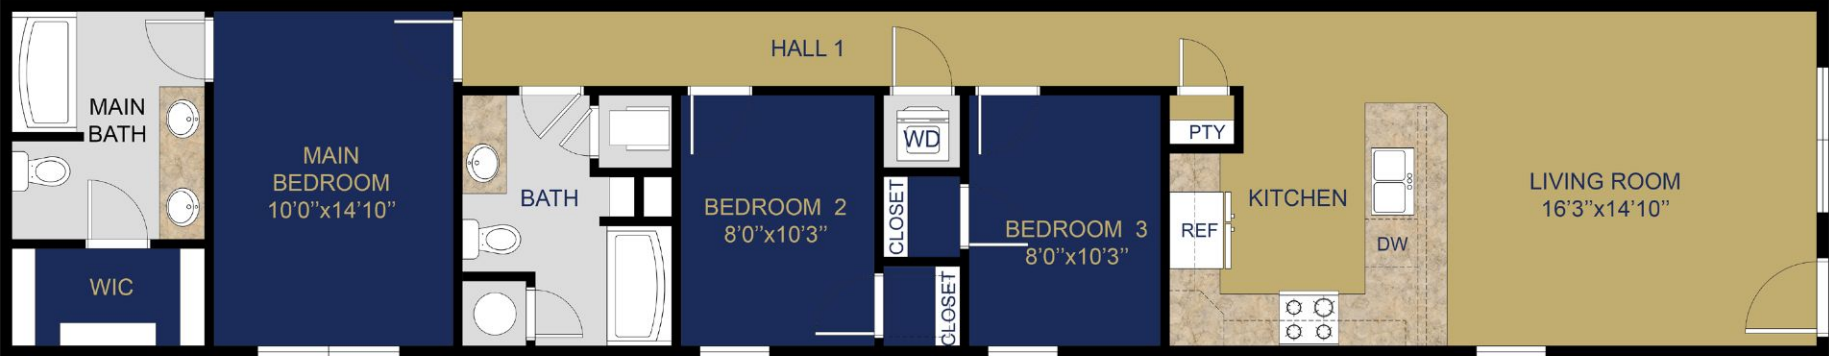 MAIN
BATH
WIC
MAIN
BEDROOM
10'0''x14'10''
HALL 1
BATH
BEDROOM 2
8'0''x10'3''
WD
CLOSET
CLOSET
BEDROOM 3
8'0''x10'3''
PTY
REF
KITCHEN
DW
LIVING ROOM
16'3''x14'10''